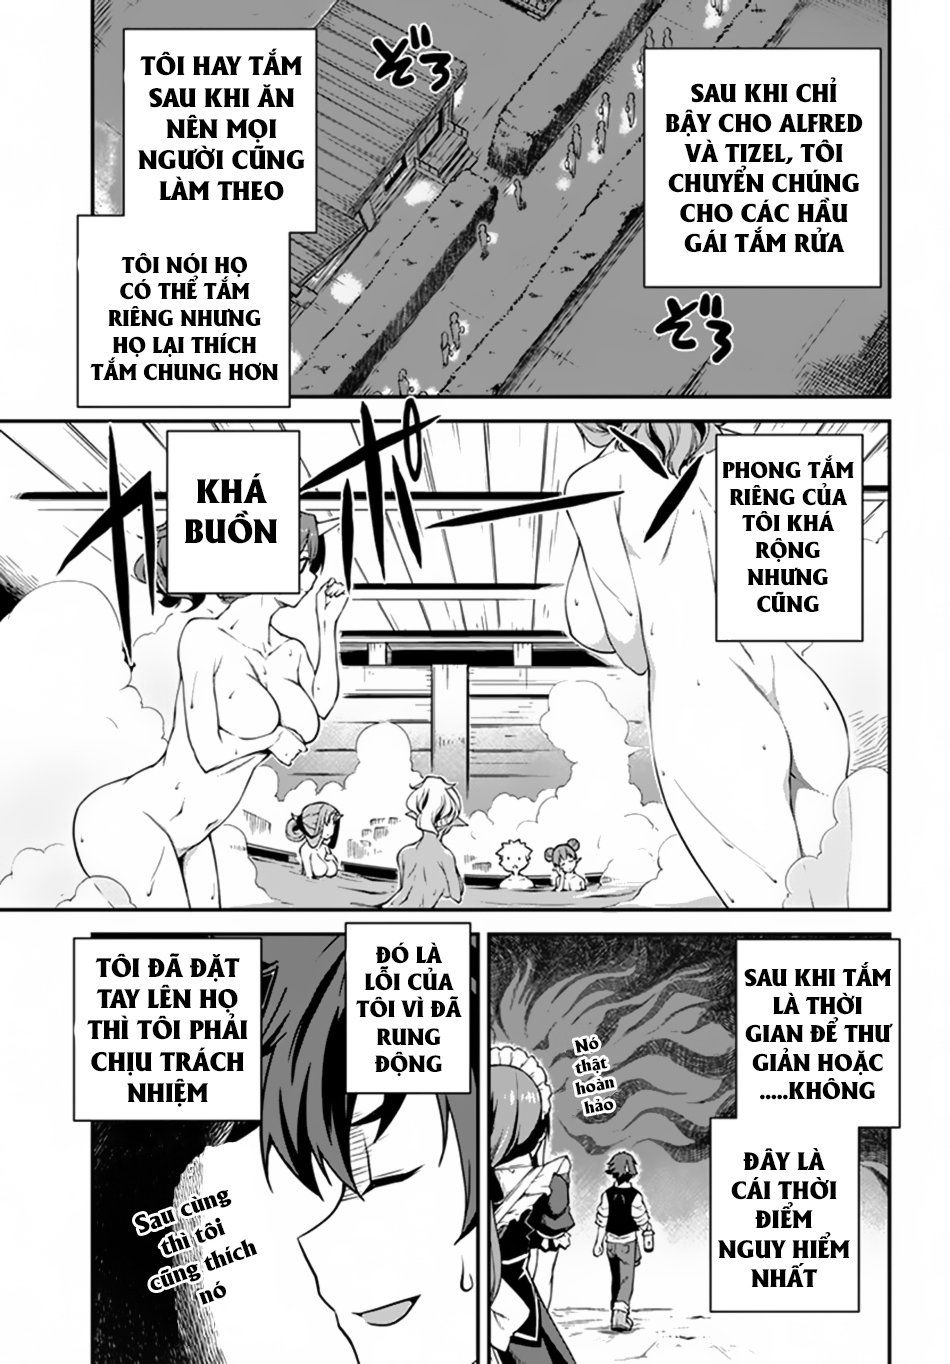 SAU KHI CHỈ
BẬY CHO ALFRED
VÀ TIZEL, TÔI
CHUYỂN CHÚNG
CHO CÁC HẦU
GÁI TẮM RỬA
ぞろ
TÔI HAY TẮM
SAU KHI ĂN
NÊN MỌI
NGƯỜI CŨNG
LÀM THEO
TÔI NÓI HỌ
CÓ THỂ TẮM
RIÊNG NHƯNG
HỌ LẠI THÍCH
TẮM CHUNG HƠN
ぞろ
PHONG TẮM
RIÊNG CỦA
TÔI KHÁ
RỘNG
NHƯNG
CŨNG
KHÁ
BUỒN
SAU KHI TẮM
LÀ THỜI
GIAN ĐỂ THƯ
GIẢN HOẶC
.....KHÔNG
ĐÂY LÀ
CÁI THỜI
ĐIỂM
NGUY HIỂM
NHẤT
Nó
thật
hoàn
hảo
ĐÓ LÀ
LỖI CỦA
TÔI VÌ ĐÃ
RUNG
ĐỘNG
TÔI ĐÃ ĐẶT
TAY LÊN HỌ
THÌ TÔI PHẢI
CHỊU TRÁCH
NHIỆM
Sau cùng
thì tôi
cũng thích
nó